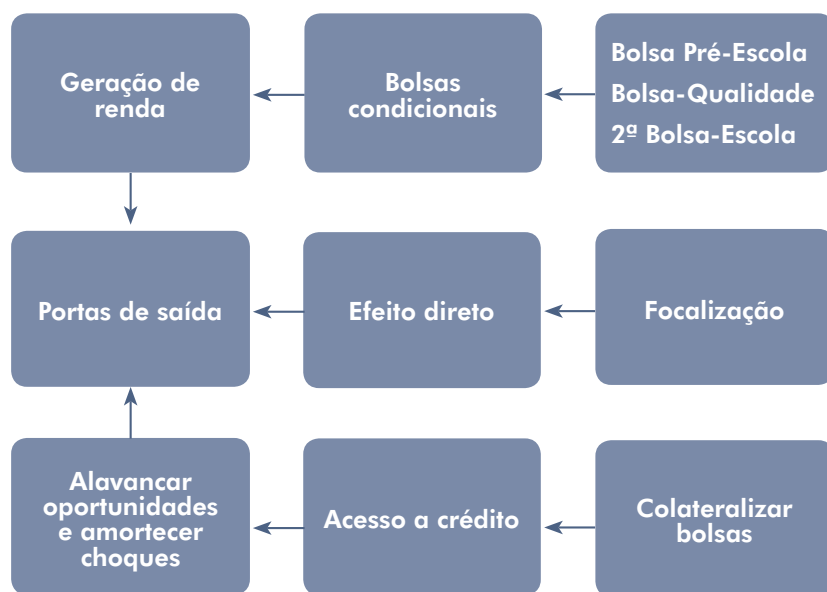 Geração de
renda
Bolsas
condicionais
Bolsa Pré-Escola
Bolsa-Qualidade
2ª Bolsa-Escola
Portas de saída
Efeito direto
Focalização
Alavancar
oportunidades
e amortecer
choques
Acesso a crédito
Colateralizar
bolsas